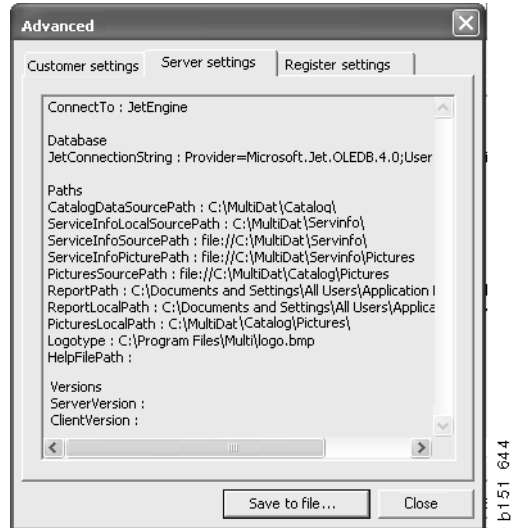 Advanced
Customer settings
Server settings
Register settings
ConnectTo : JetEngine
Database
JetConnectionString : Provider=Microsoft.Jet.OLEDB.4.0;User
Paths
CatalogDataSourcePath : C:\MultiDat\Catalog\
ServiceInfoLocalSourcePath : C:\MultiDat\Servinfo\
ServiceInfoSourcePath : file://C:\MultiDat\Servinfo\
ServiceInfoPicturePath : file://C:\MultiDat\Servinfo\Pictures
PicturesSourcePath : file://C:\MultiDat\Catalog\Pictures
ReportPath : C:\Documents and Settings\All Users\Application
ReportLocalPath : C:\Documents and Settings\All Users\Applica
PicturesLocalPath : C:\MultiDat\Catalog\Pictures\
Logotype : C:\Program Files\Multi\logo.bmp
HelpFilePath :
Versions
ServerVersion :
ClientVersion :
Save to file...
Close
b151 644